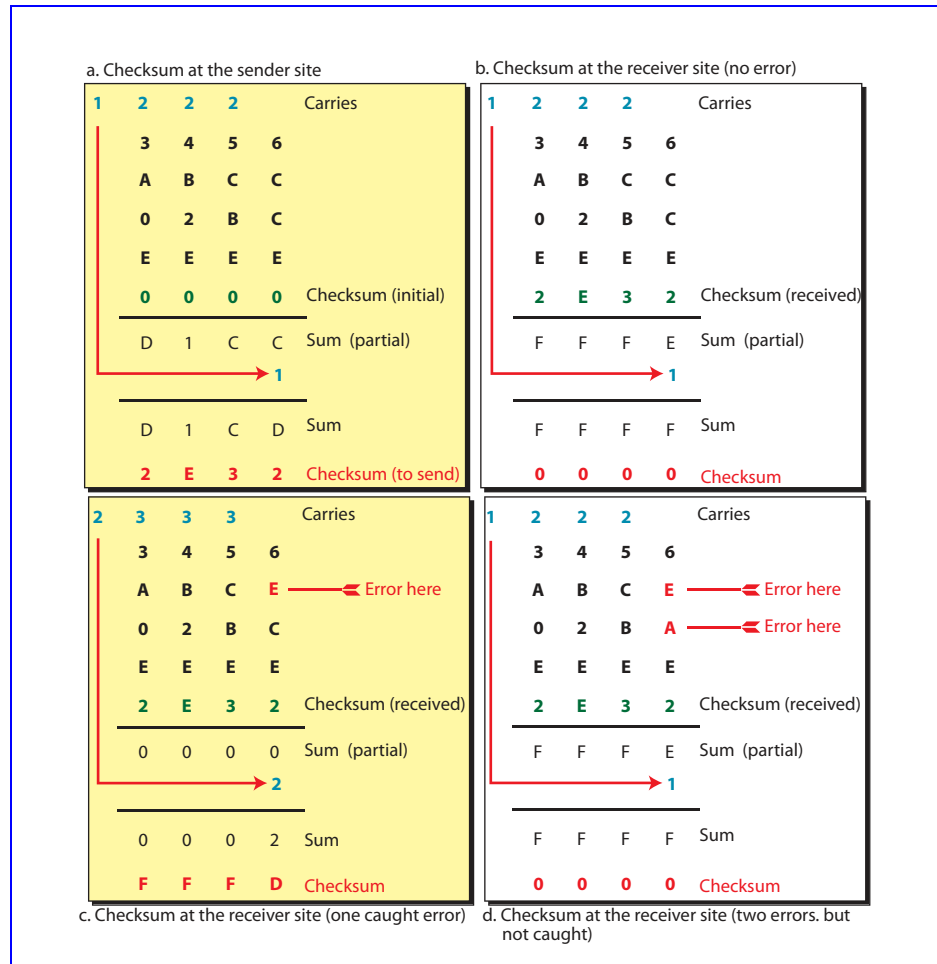 a. Checksum at the sender site
1 2 2 2 Carries
3 4 5 6
A B C C
0 2 B C
E E E E
0 0 0 0 Checksum (initial)
D 1 C C Sum (partial)
1
D 1 C D Sum
2 E 3 2 Checksum (to send)
b. Checksum at the receiver site (no error)
1 2 2 2 Carries
3 4 5 6
A B C C
0 2 B C
E E E E
2 E 3 2 Checksum (received)
F F F E Sum (partial)
1
F F F F Sum
0 0 0 0 Checksum
2 3 3 3 Carries
3 4 5 6
A B C E Error here
0 2 B C
E E E E
2 E 3 2 Checksum (received)
0 0 0 0 Sum (partial)
2
0 0 0 2 Sum
F F F D Checksum
c. Checksum at the receiver site (one caught error)
1 2 2 2 Carries
3 4 5 6
A B C E Error here
0 2 B A Error here
E E E E
2 E 3 2 Checksum (received)
F F F E Sum (partial)
1
F F F F Sum
0 0 0 0 Checksum
d. Checksum at the receiver site (two errors. but
not caught)